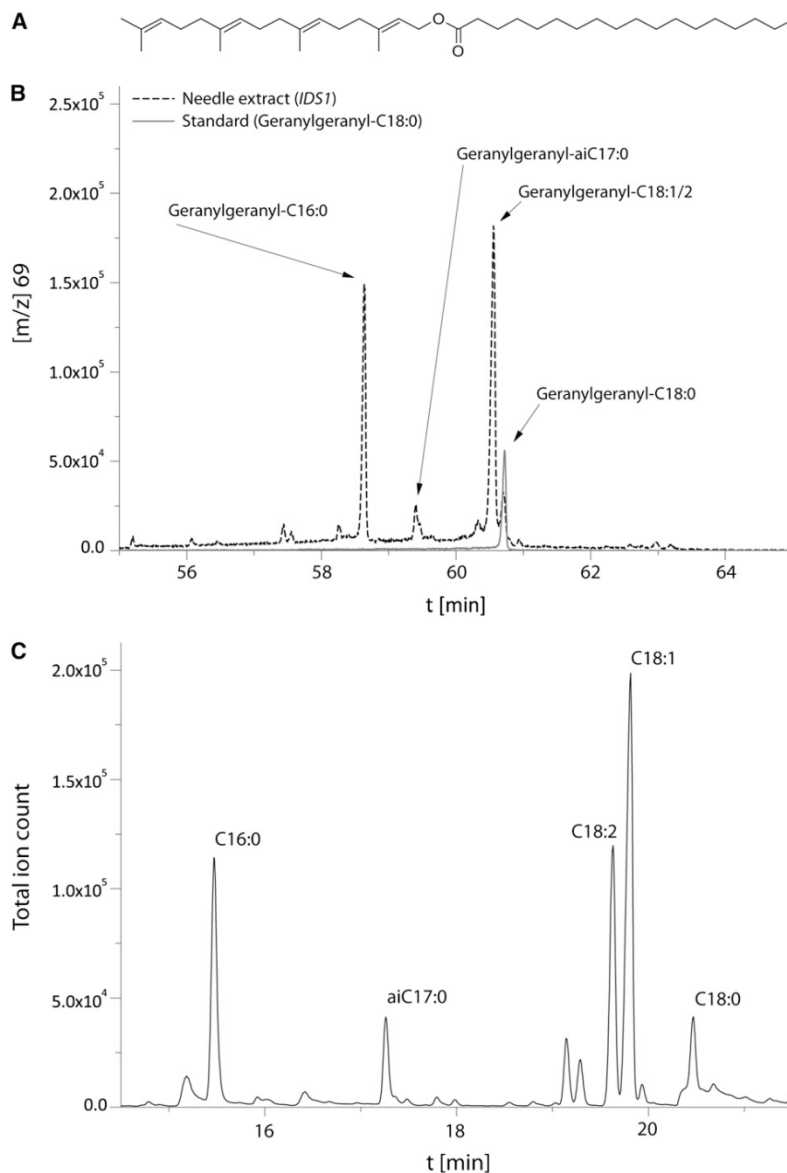 A
O
O
B
2.5x10⁵
2.0x10⁵
1.5x10⁵
1.0x10⁵
5.0x10⁴
0.0
[m/z] 69
Needle extract (IDS1)
Standard (Geranylgeranyl-C18:0)
Geranylgeranyl-aiC17:0
Geranylgeranyl-C18:1/2
Geranylgeranyl-C16:0
Geranylgeranyl-C18:0
56 58 60 62 64
t [min]
C
2.0x10⁵
1.5x10⁵
1.0x10⁵
5.0x10⁴
0.0
Total ion count
C18:1
C18:2
C16:0
aiC17:0
C18:0
16 18 20
t [min]